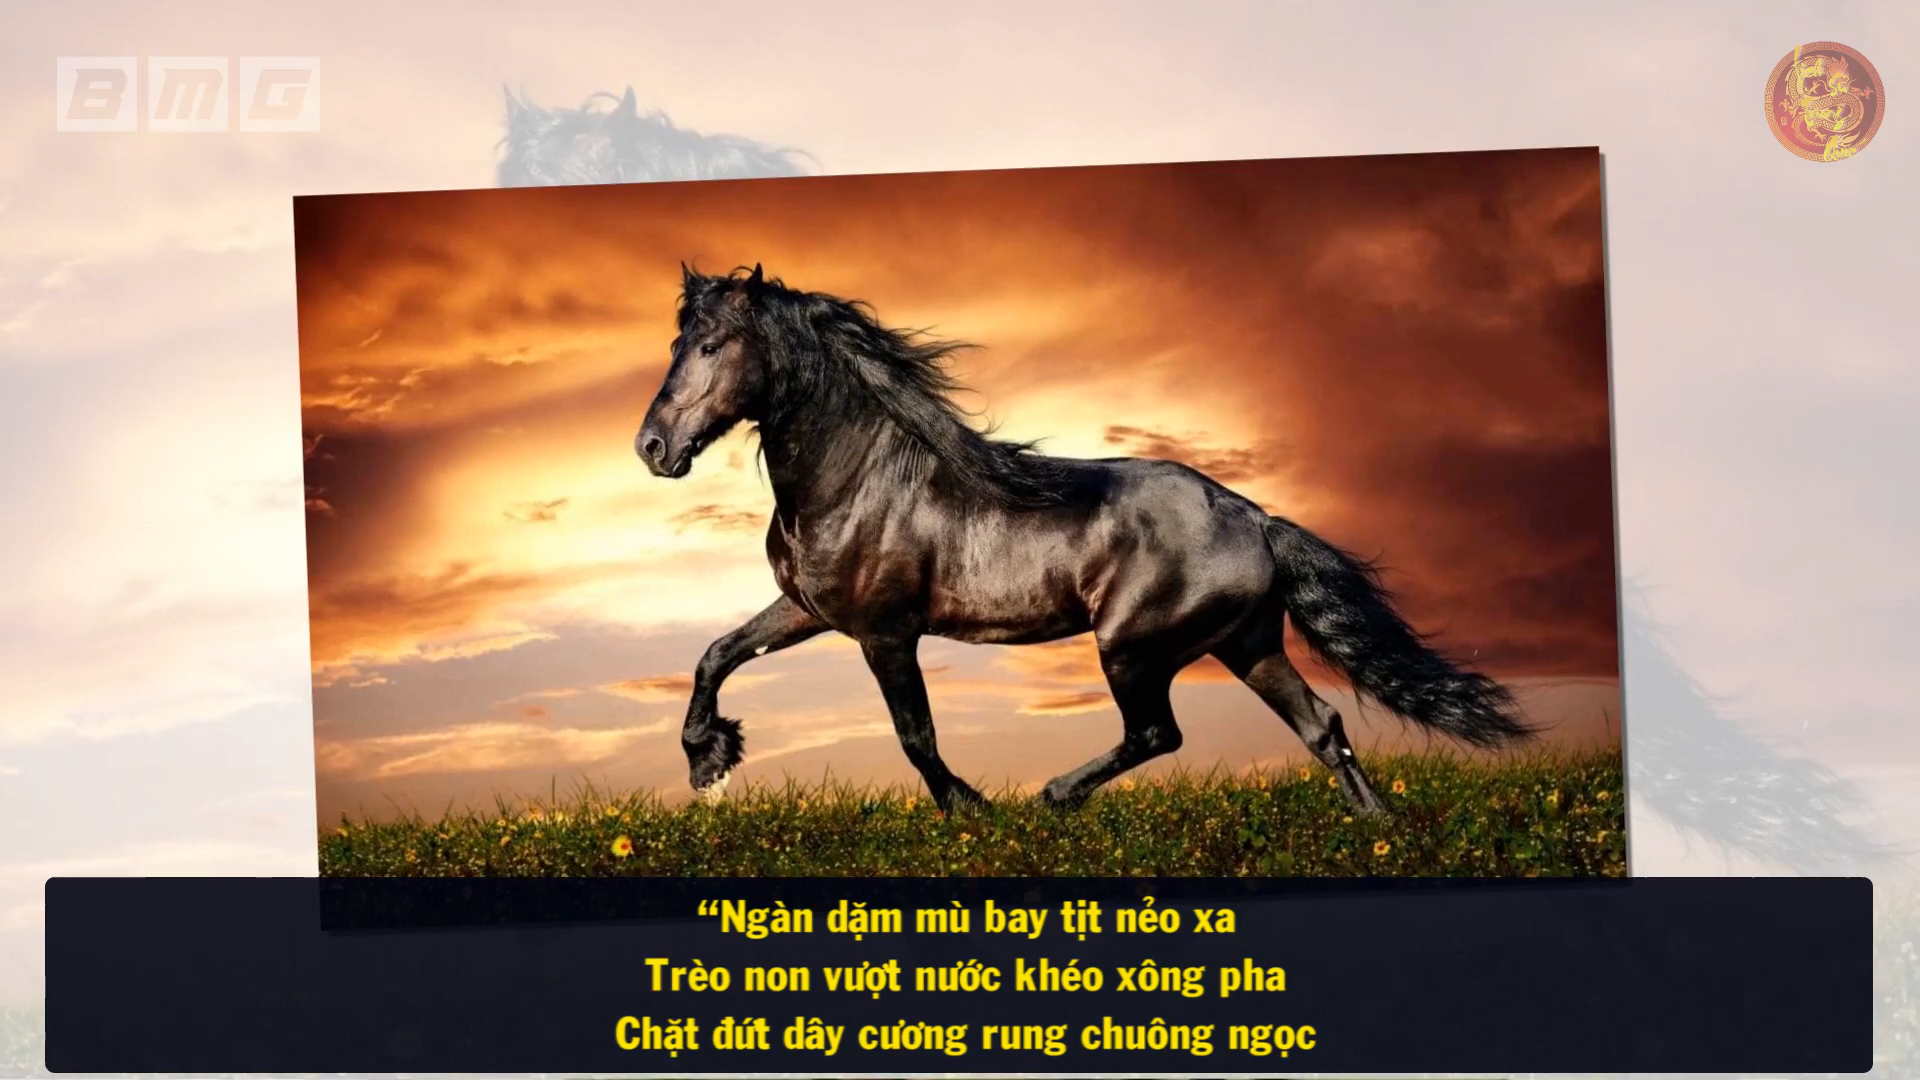 BMG
“Ngàn dặm mù bay tịt nẻo xa
Trèo non vượt nước khéo xông pha
Chặt đứt dây cương rung chuông ngọc